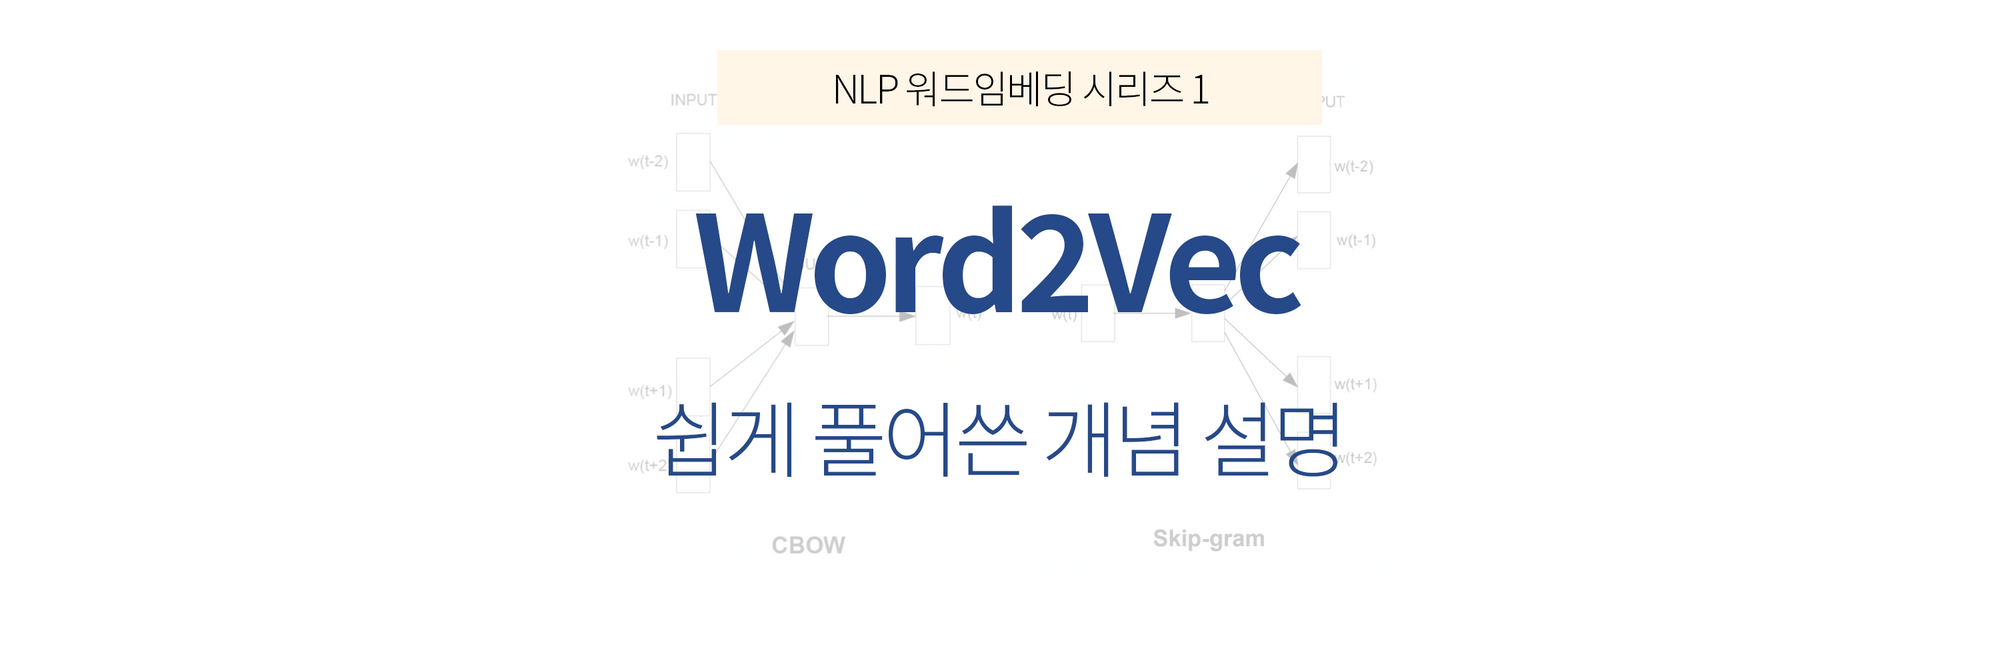 NLP 워드임베딩 시리즈 1
INPUT
w(t-2)
w(t-2)
Word2Vec
w(t-1)
w(t-1)
w(t)
w(t)
w(t+1)
w(t+1)
쉽게 풀어쓴 개념 설명
w(t+2
w(t+2)
CBOW
Skip-gram